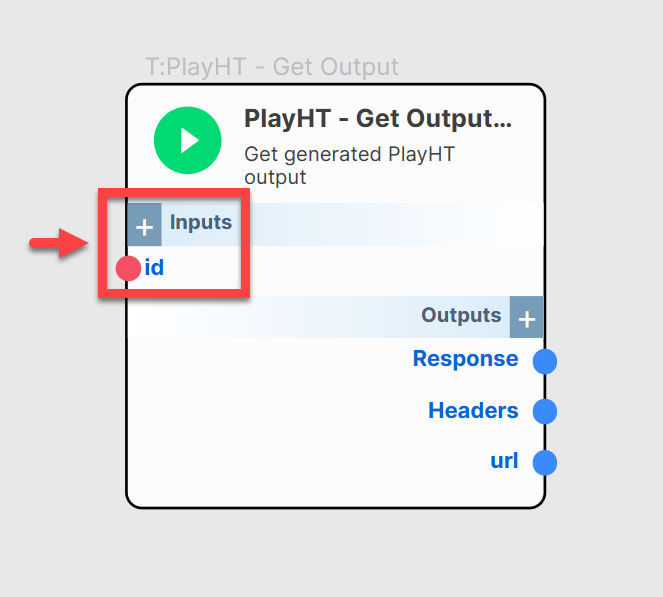 T:PlayHT - Get Output
PlayHT - Get Output...
Get generated PlayHT
output
+ Inputs
id
Outputs +
Response
Headers
url